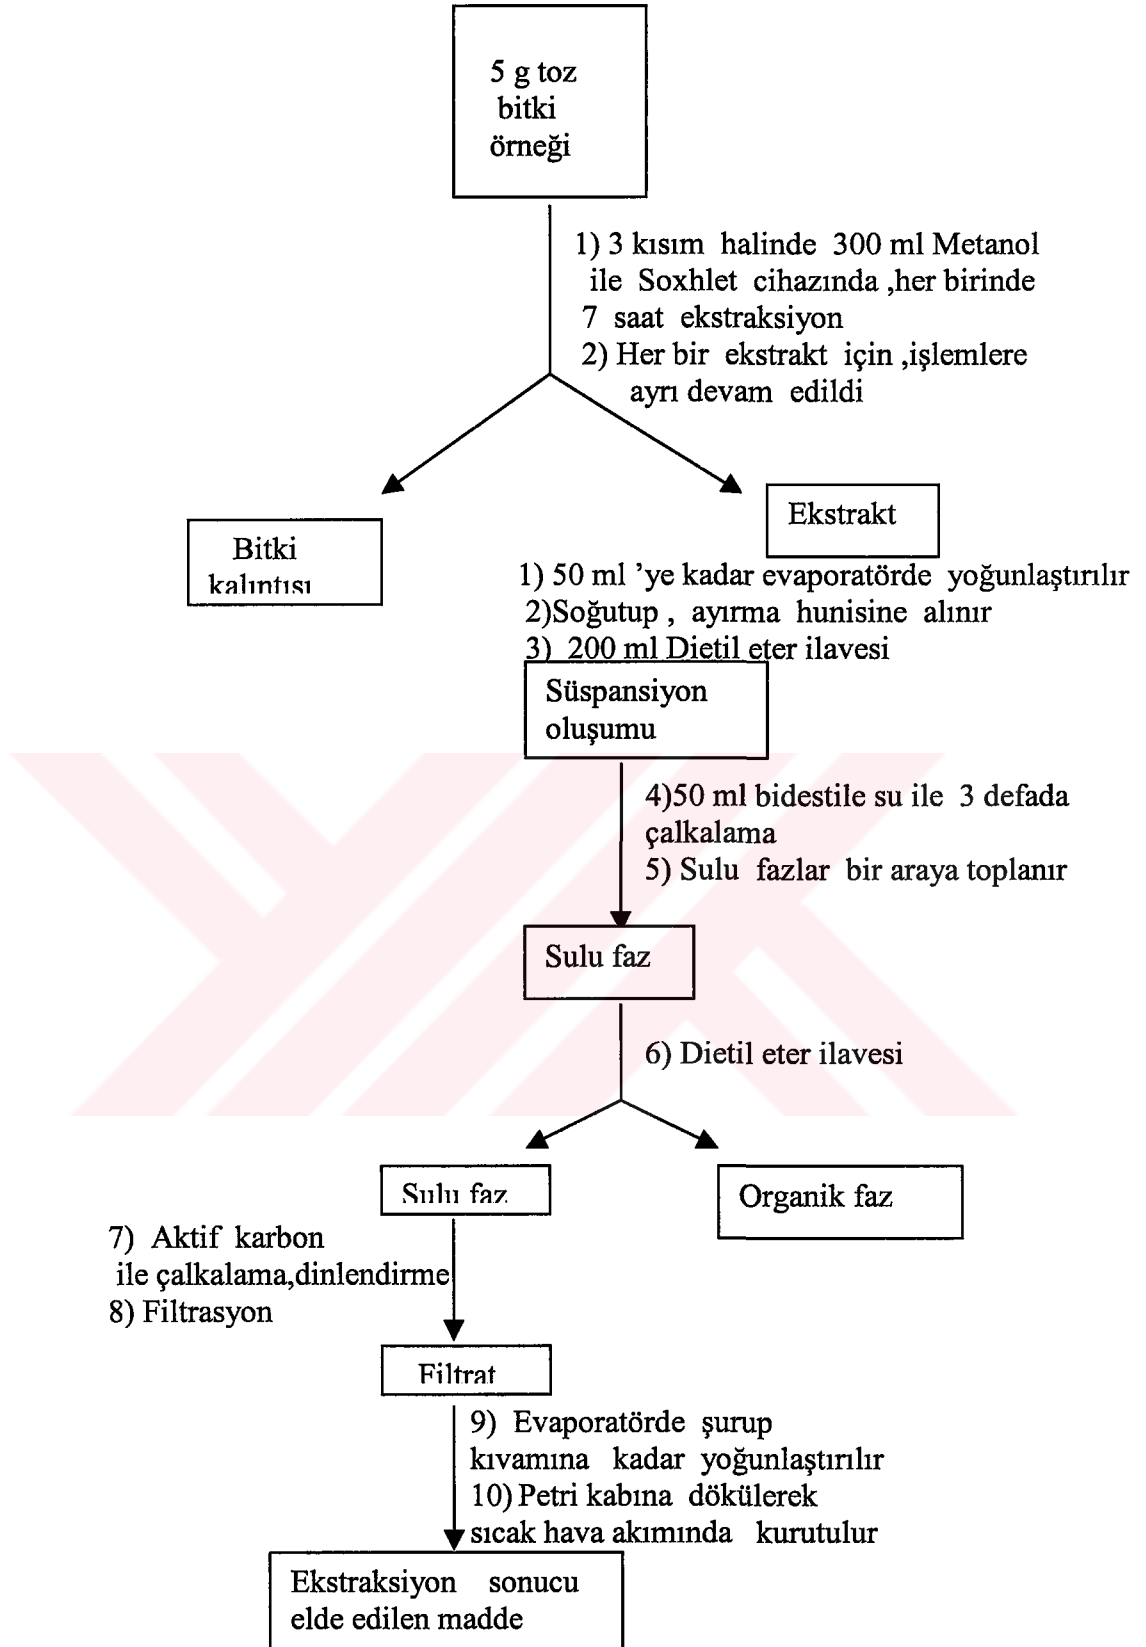 5 g toz
bitki
örneği
1) 3 kısım halinde 300 ml Metanol
ile Soxhlet cihazında ,her birinde
7 saat ekstraksiyon
2) Her bir ekstrakt için ,işlemlere
ayrı devam edildi
Bitki
kalıntısı
Ekstrakt
1) 50 ml ’ye kadar evaporatörde yoğunlaştırılır
2)Soğutup , ayırma hunisine alınır
3) 200 ml Dietil eter ilavesi
Süspansiyon
oluşumu
4)50 ml bidestile su ile 3 defada
çalkalama
5) Sulu fazlar bir araya toplanır
Sulu faz
6) Dietil eter ilavesi
Sulu faz
Organik faz
7) Aktif karbon
ile çalkalama,dinlendirme
8) Filtrasyon
Filtrat
9) Evaporatörde şurup
kıvamına kadar yoğunlaştırılır
10) Petri kabına dökülerek
sıcak hava akımında kurutulur
Ekstraksiyon sonucu
elde edilen madde